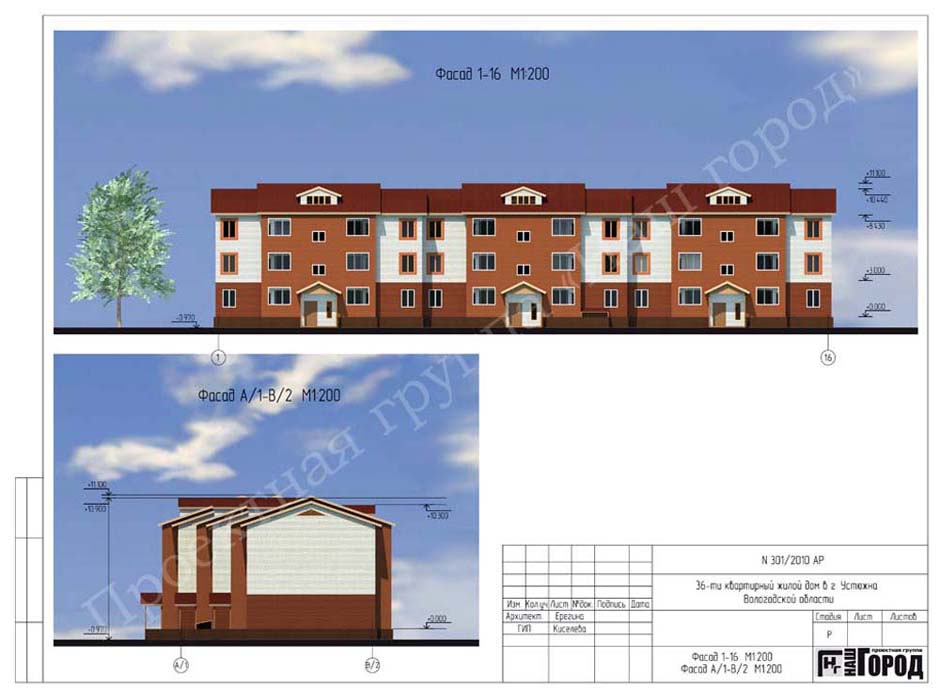 Фасад 1-16 М1:200
+11.100
+10.440
+8.430
+3.000
0.000
-0.970
1
16
Фасад А/1-В/2 М1:200
+11.100
+10.900
+10.300
0.000
-0.970
А/1
В/2
Проектная группа «Наш город»
N 301/2010 АР
36-ти квартирный жилой дом в г. Устюжна
Вологодской области
Изм. Кол.уч Лист №док. Подпись Дата
Архитект. Ерегина
ГИП Киселева
Стадия Лист Листов
Р
Фасад 1-16 М1:200
Фасад А/1-В/2 М1:200
проектная группа
НГ НАШ ГОРОД